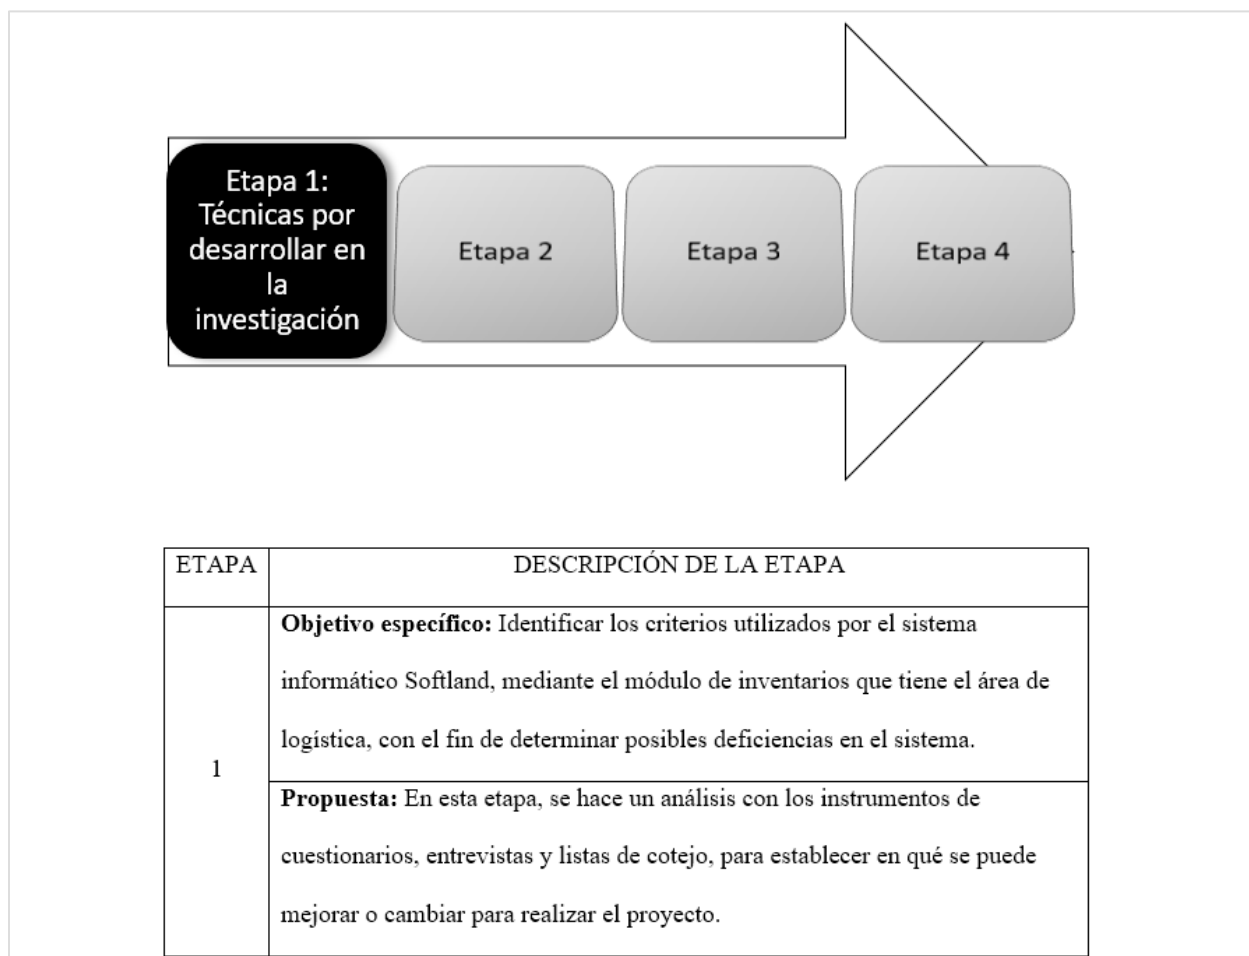 Etapa 1:
Técnicas por
desarrollar en
la
investigación
Etapa 2
Etapa 3
Etapa 4
ETAPA
DESCRIPCIÓN DE LA ETAPA
1
Objetivo específico: Identificar los criterios utilizados por el sistema
informático Softland, mediante el módulo de inventarios que tiene el área de
logística, con el fin de determinar posibles deficiencias en el sistema.
Propuesta: En esta etapa, se hace un análisis con los instrumentos de
cuestionarios, entrevistas y listas de cotejo, para establecer en qué se puede
mejorar o cambiar para realizar el proyecto.